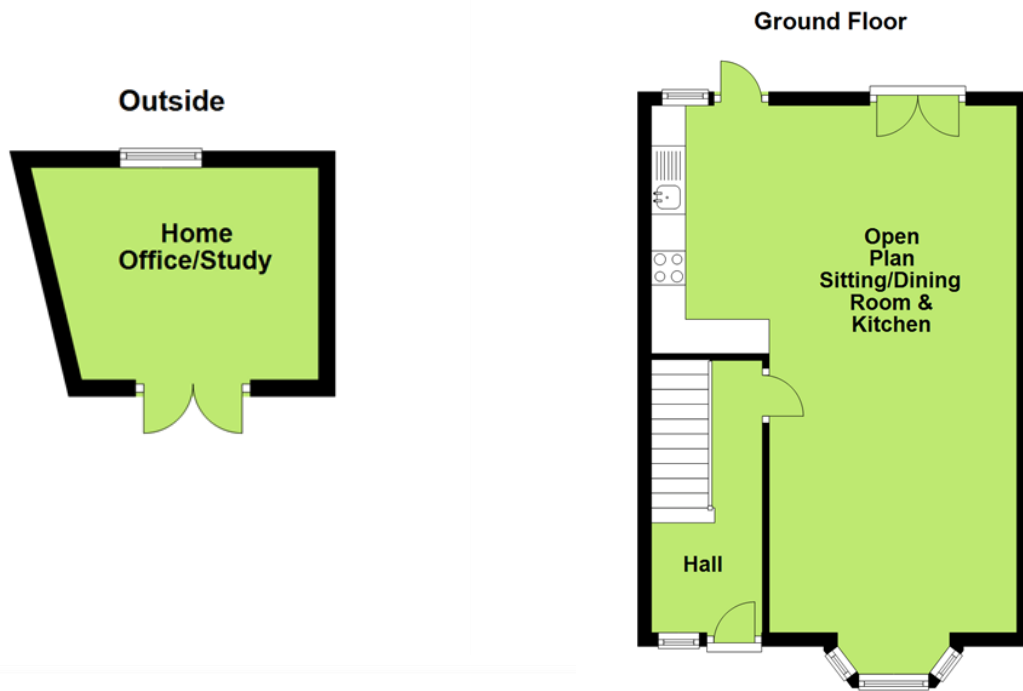 Outside
Home
Office/Study
Ground Floor
Open
Plan
Sitting/Dining
Room &
Kitchen
Hall